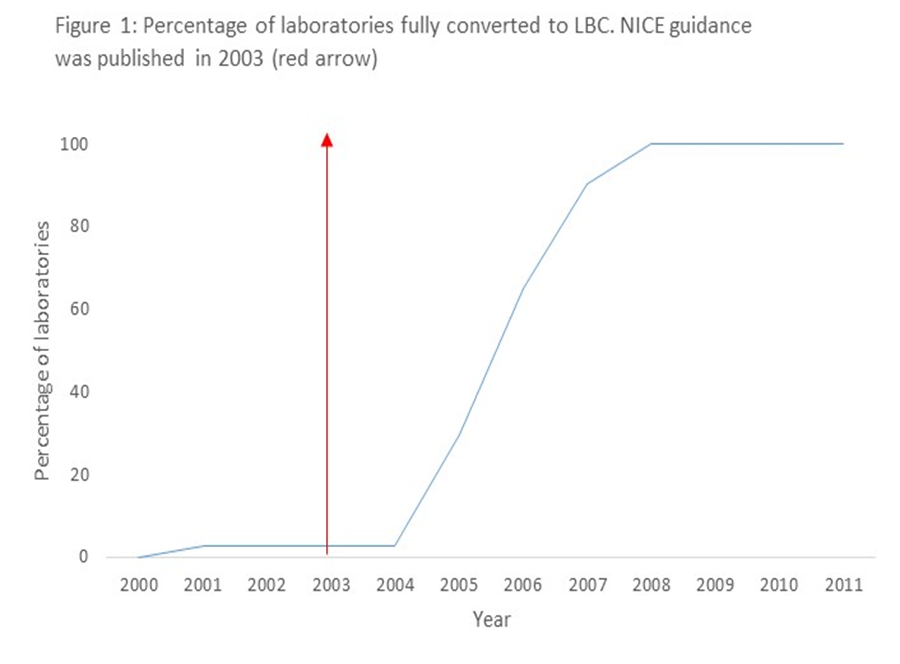 Figure 1: Percentage of laboratories fully converted to LBC. NICE guidance
was published in 2003 (red arrow)
100
80
60
40
20
0
Percentage of laboratories
2000 2001 2002 2003 2004 2005 2006 2007 2008 2009 2010 2011
Year